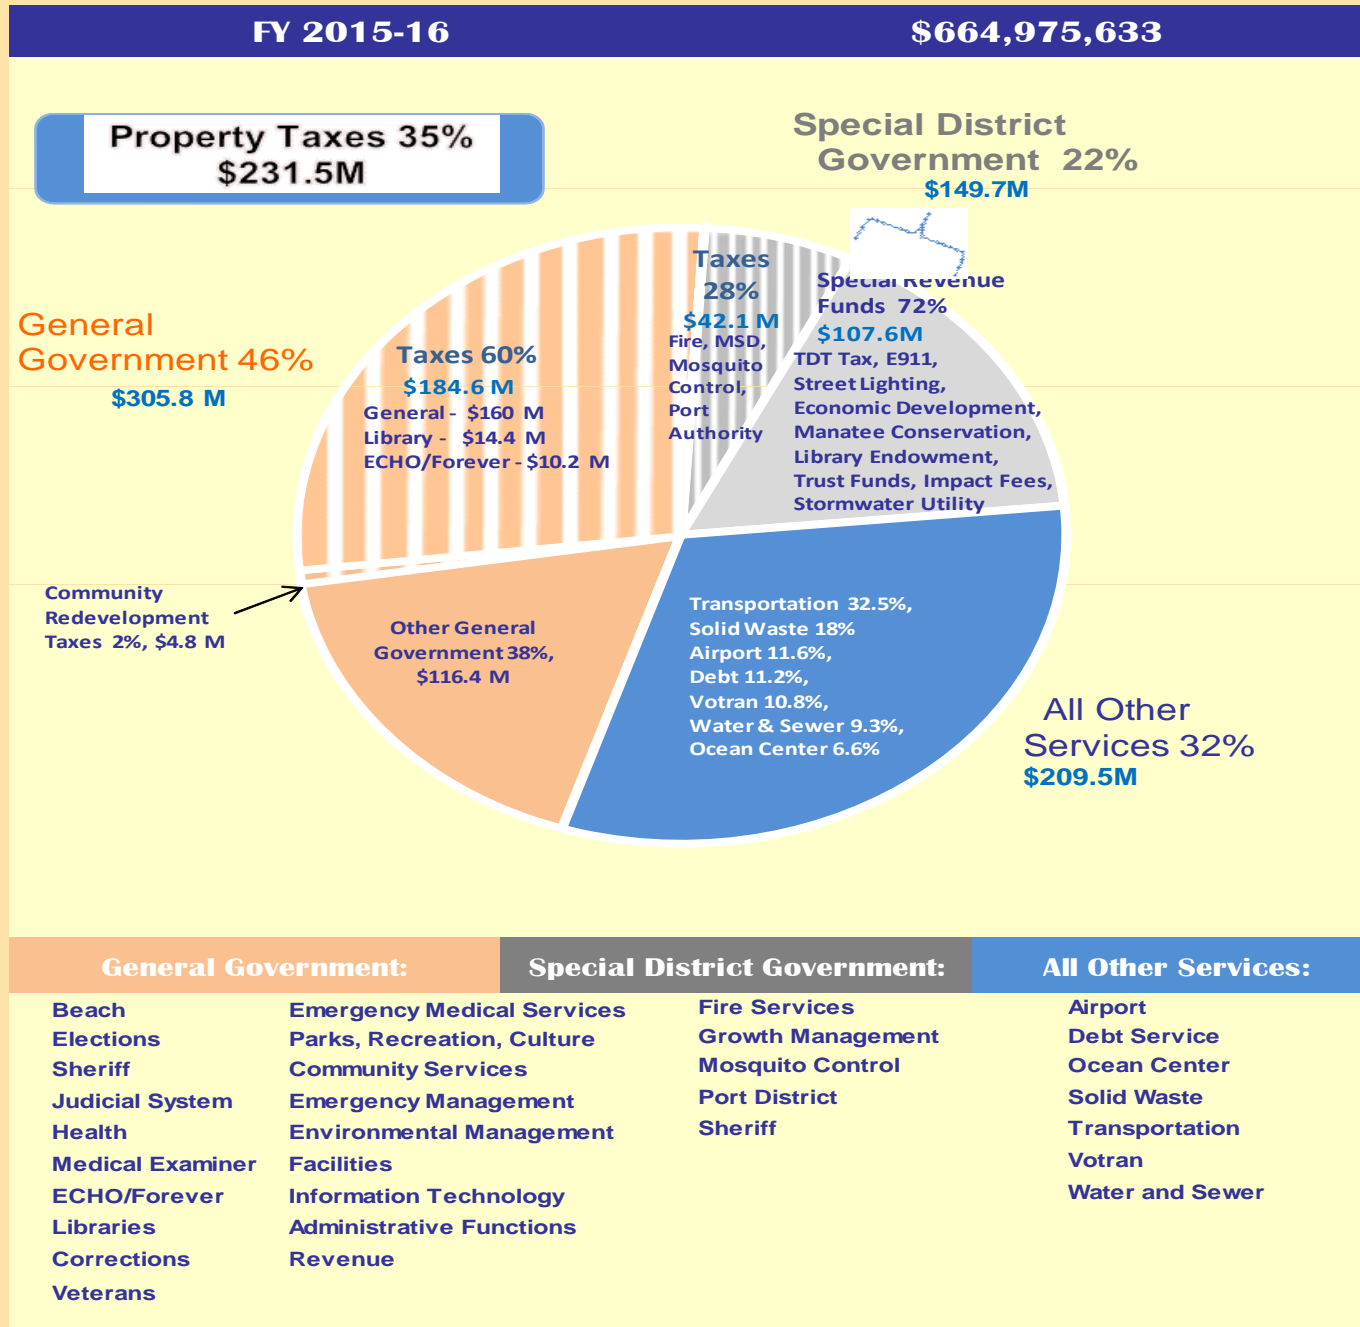 FY 2015-16 $664,975,633
Property Taxes 35%
$231.5M
Special District
Government 22%
$149.7M
General
Government 46%
$305.8 M
Taxes 60%
$184.6 M
General - $160 M
Library - $14.4 M
ECHO/Forever - $10.2 M
Taxes
28%
$42.1 M
Fire, MSD,
Mosquito
Control,
Port
Authority
Special Revenue
Funds 72%
$107.6M
TDT Tax, E911,
Street Lighting,
Economic Development,
Manatee Conservation,
Library Endowment,
Trust Funds, Impact Fees,
Stormwater Utility
Community
Redevelopment
Taxes 2%, $4.8 M
Other General
Government 38%,
$116.4 M
Transportation 32.5%,
Solid Waste 18%
Airport 11.6%,
Debt 11.2%,
Votran 10.8%,
Water & Sewer 9.3%,
Ocean Center 6.6%
All Other
Services 32%
$209.5M
General Government:
Beach
Elections
Sheriff
Judicial System
Health
Medical Examiner
ECHO/Forever
Libraries
Corrections
Veterans
Emergency Medical Services
Parks, Recreation, Culture
Community Services
Emergency Management
Environmental Management
Facilities
Information Technology
Administrative Functions
Revenue
Special District Government:
Fire Services
Growth Management
Mosquito Control
Port District
Sheriff
All Other Services:
Airport
Debt Service
Ocean Center
Solid Waste
Transportation
Votran
Water and Sewer